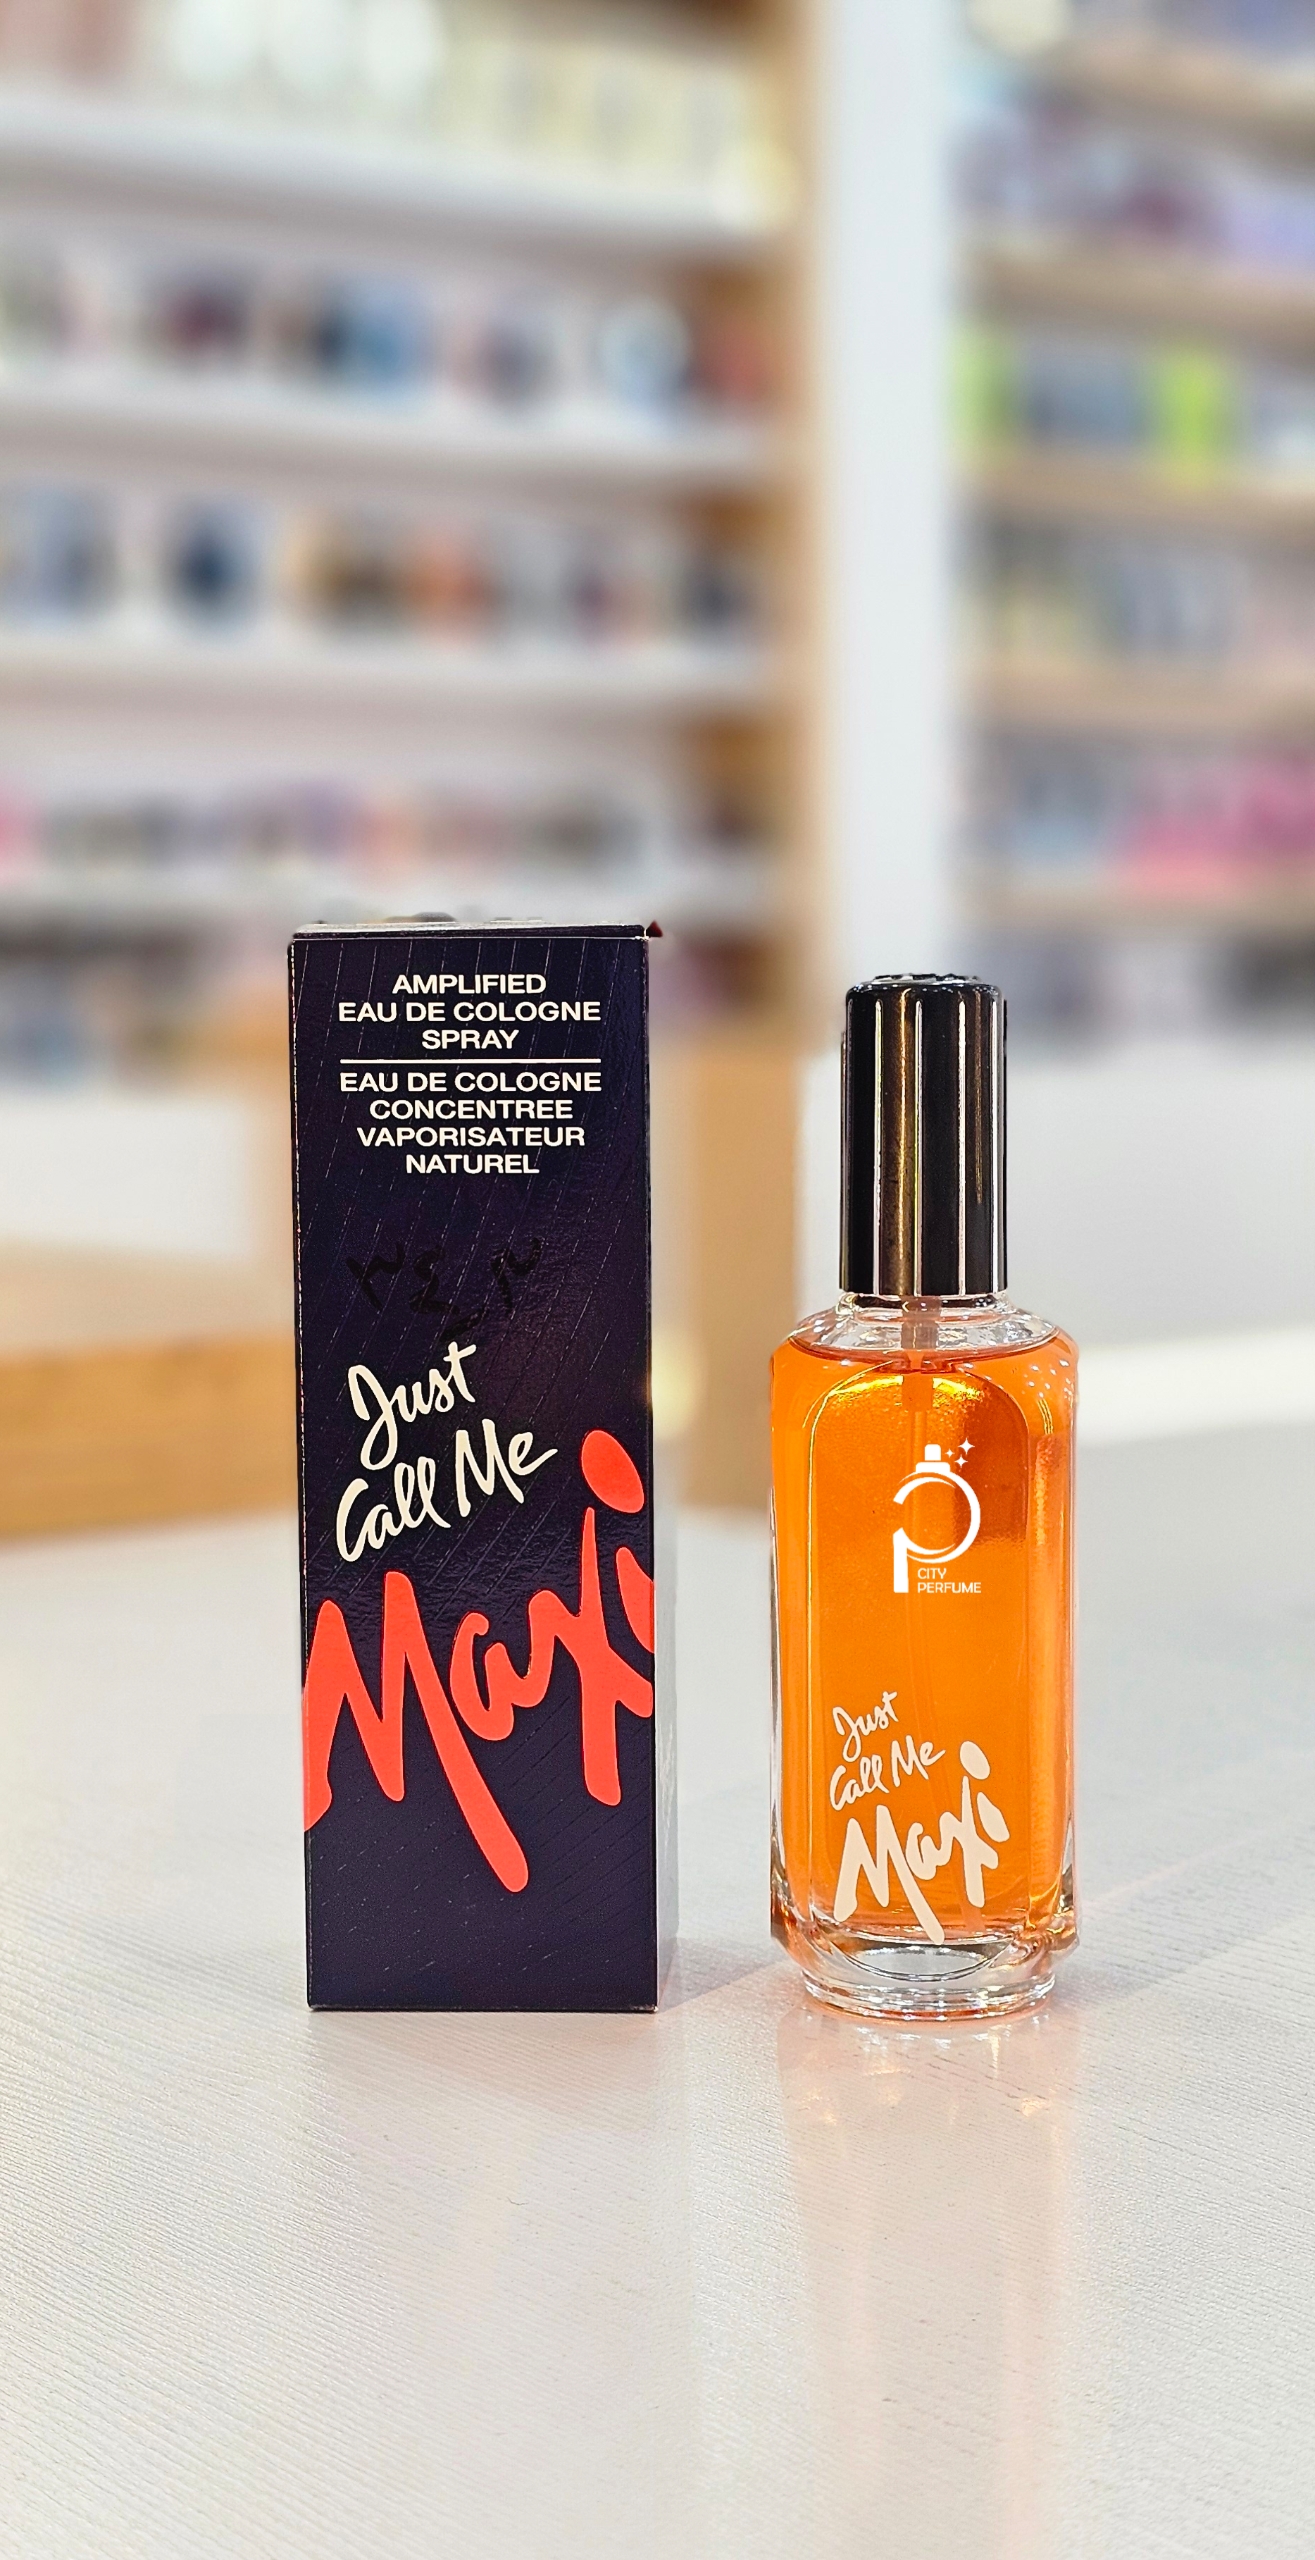 AMPLIFIED
EAU DE COLOGNE
SPRAY
EAU DE COLOGNE
CONCENTREE
VAPORISATEUR
NATUREL
Just
Call Me
Maxi
CITY
PERFUME
Just
Call Me
Maxi